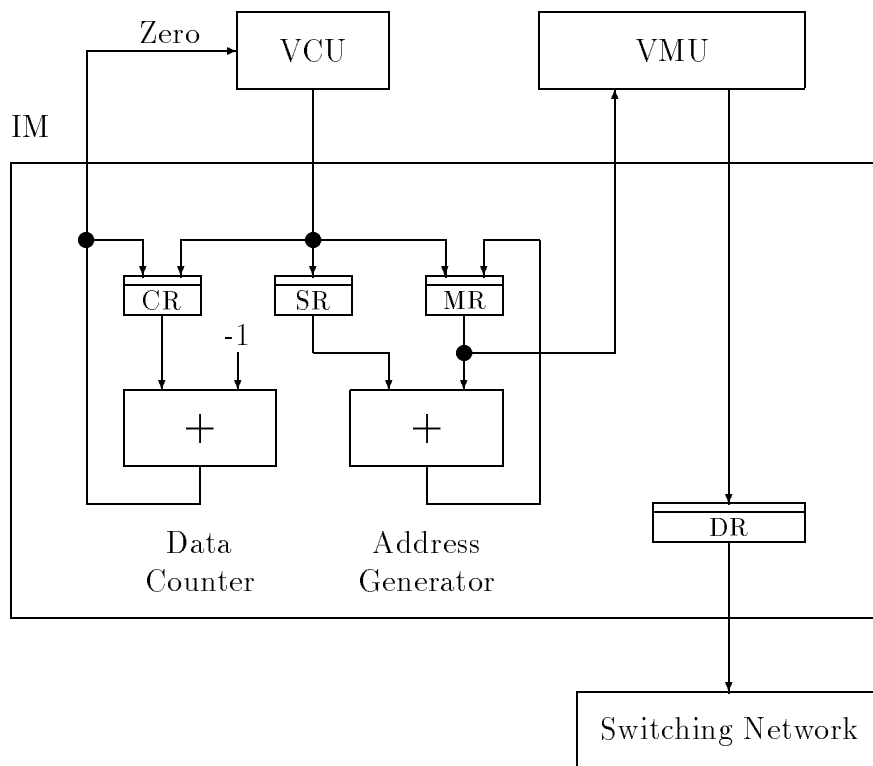 Zero
VCU
VMU
IM
CR
SR
MR
-1
+
+
DR
Data
Counter
Address
Generator
Switching Network